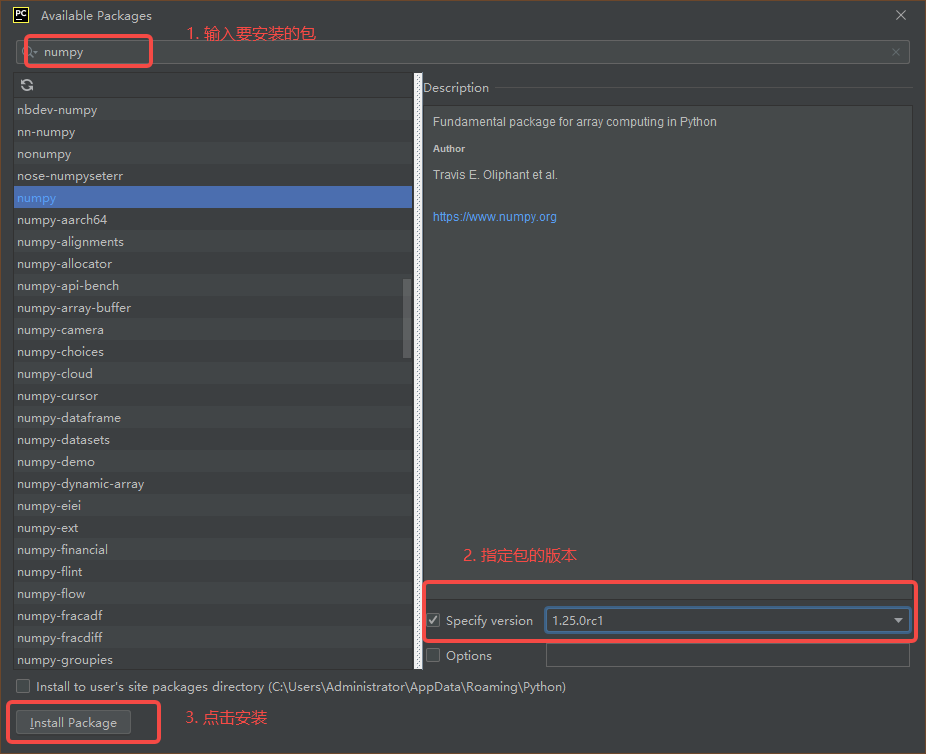 PC Available Packages
1. 输入要安装的包
numpy
Description
nbdev-numpy
nn-numpy
nonumpy
nose-numpyseterr
numpy
numpy-aarch64
numpy-alignments
numpy-allocator
numpy-api-bench
numpy-array-buffer
numpy-camera
numpy-choices
numpy-cloud
numpy-cursor
numpy-dataframe
numpy-datasets
numpy-demo
numpy-dynamic-array
numpy-eiei
numpy-ext
numpy-financial
numpy-flint
numpy-flow
numpy-fracadf
numpy-fracdiff
numpy-groupies
Fundamental package for array computing in Python
Author
Travis E. Oliphant et al.
https://www.numpy.org
2. 指定包的版本
Specify version 1.25.0rc1
Options
Install to user's site packages directory (C:\Users\Administrator\AppData\Roaming\Python)
Install Package
3. 点击安装